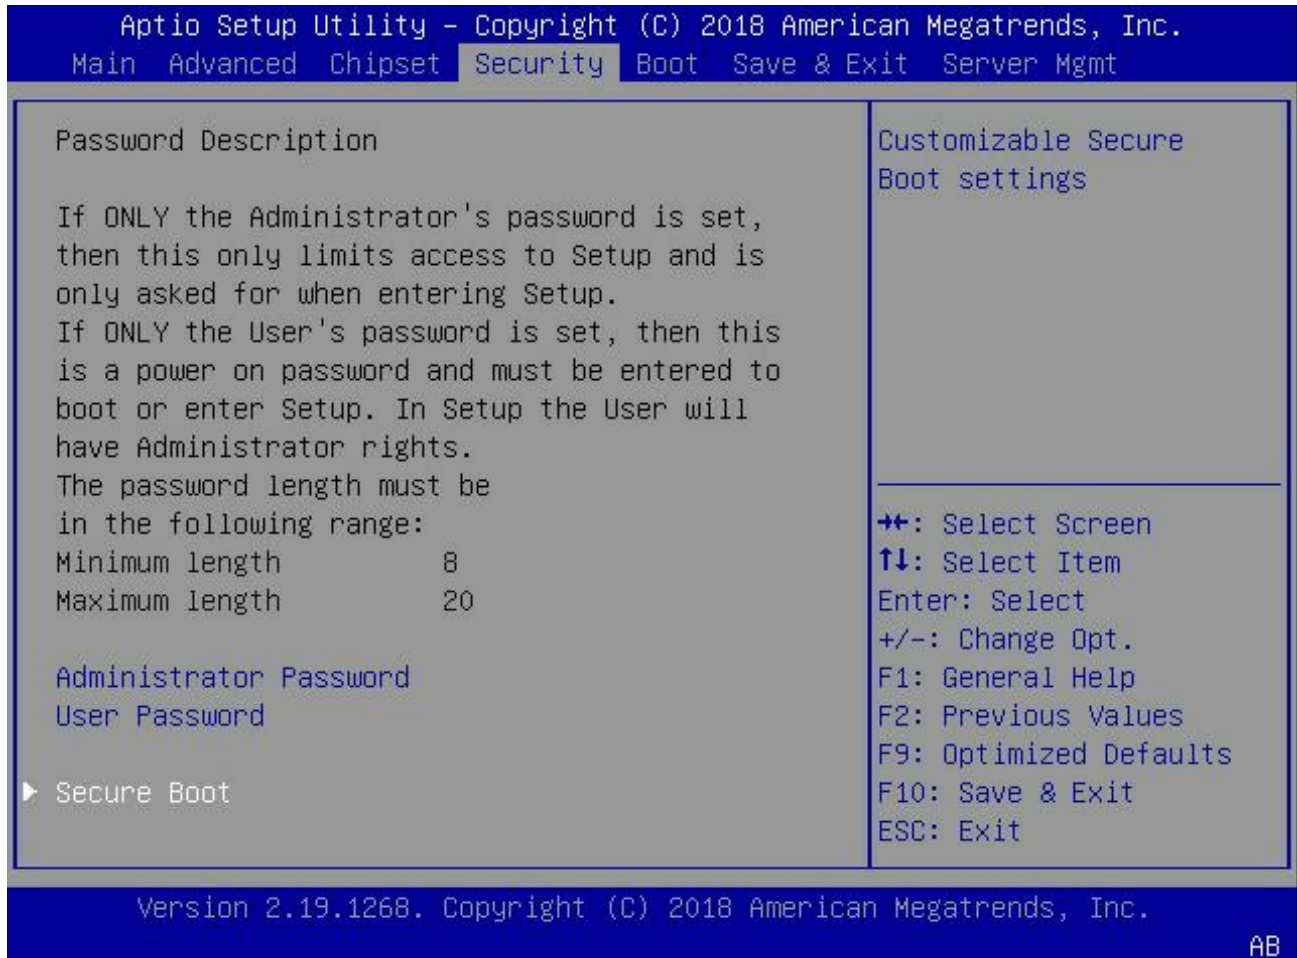 Aptio Setup Utility – Copyright (C) 2018 American Megatrends, Inc.
Main Advanced Chipset Security Boot Save & Exit Server Mgmt
Password Description
If ONLY the Administrator's password is set,
then this only limits access to Setup and is
only asked for when entering Setup.
If ONLY the User's password is set, then this
is a power on password and must be entered to
boot or enter Setup. In Setup the User will
have Administrator rights.
The password length must be
in the following range:
Minimum length 8
Maximum length 20
Administrator Password
User Password
▶ Secure Boot
Customizable Secure
Boot settings
→←: Select Screen
↑↓: Select Item
Enter: Select
+/-: Change Opt.
F1: General Help
F2: Previous Values
F9: Optimized Defaults
F10: Save & Exit
ESC: Exit
Version 2.19.1268. Copyright (C) 2018 American Megatrends, Inc.
AB